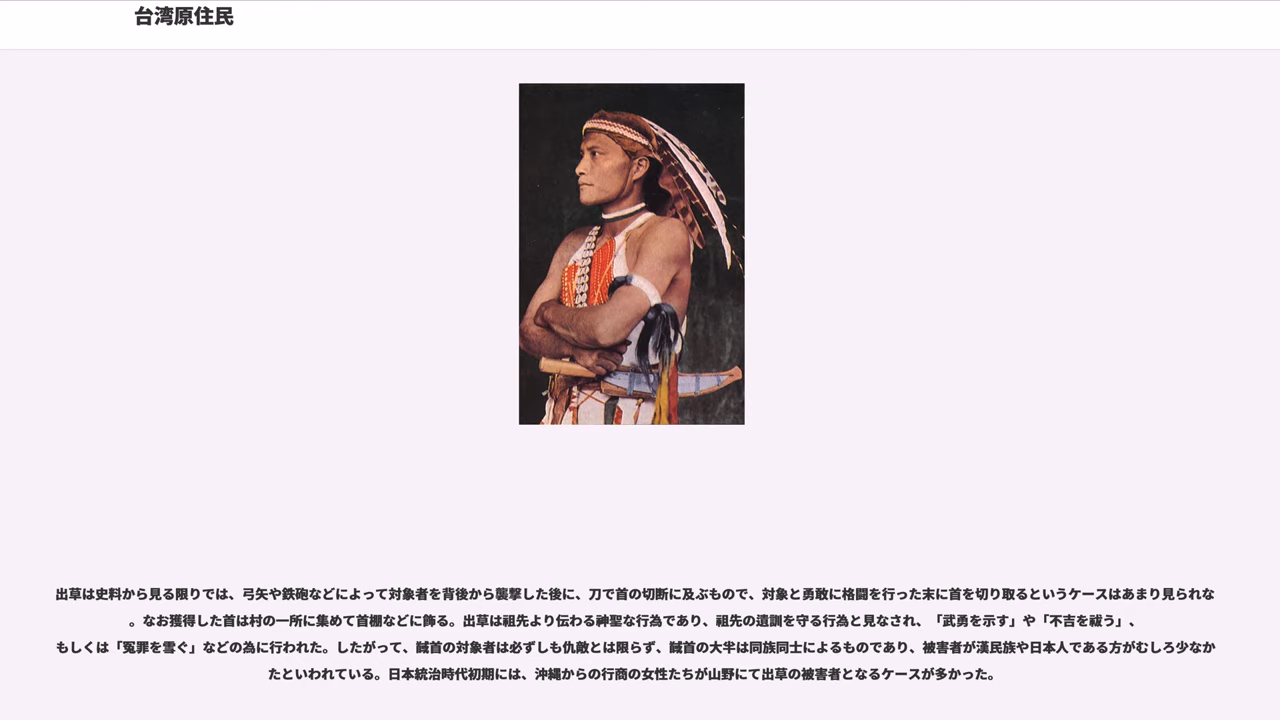 台湾原住民
出草は史料から見る限りでは、弓矢や鉄砲などによって対象者を背後から襲撃した後に、刀で首の切断に及ぶもので、対象と勇敢に格闘を行った末に首を切り取るというケースはあまり見られな
。なお獲得した首は村の一所に集めて首棚などに飾る。出草は祖先より伝わる神聖な行為であり、祖先の遺訓を守る行為と見なされ、「武勇を示す」や「不吉を祓う」、
もしくは「冤罪を雪ぐ」などの為に行われた。したがって、馘首の対象者は必ずしも仇敵とは限らず、馘首の大半は同族同士によるものであり、被害者が漢民族や日本人である方がむしろ少なか
たといわれている。日本統治時代初期には、沖縄からの行商の女性たちが山野にて出草の被害者となるケースが多かった。